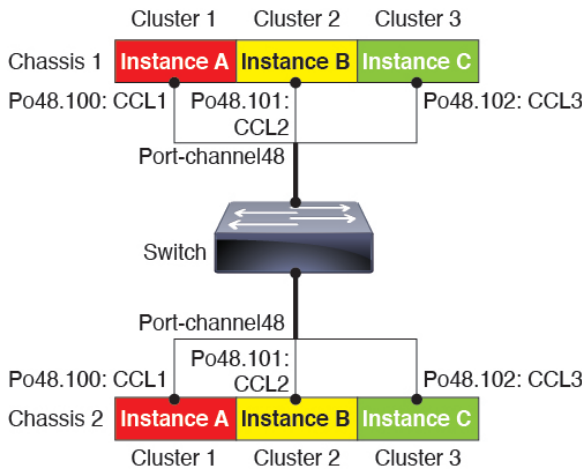 Cluster 1 Cluster 2 Cluster 3
Chassis 1 Instance A Instance B Instance C
Po48.100: CCL1 Po48.101: CCL2 Po48.102: CCL3
Port-channel48
Switch
Port-channel48
Po48.100: CCL1 Po48.101: CCL2 Po48.102: CCL3
Chassis 2 Instance A Instance B Instance C
Cluster 1 Cluster 2 Cluster 3